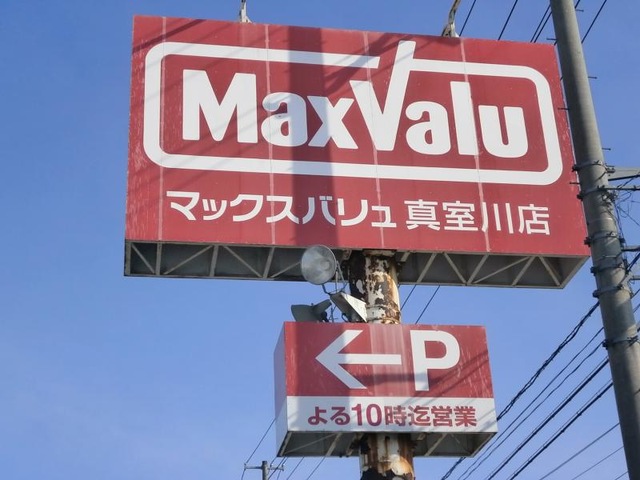 MaxValu
マックスバリュ真室川店
←P
よる10時迄営業